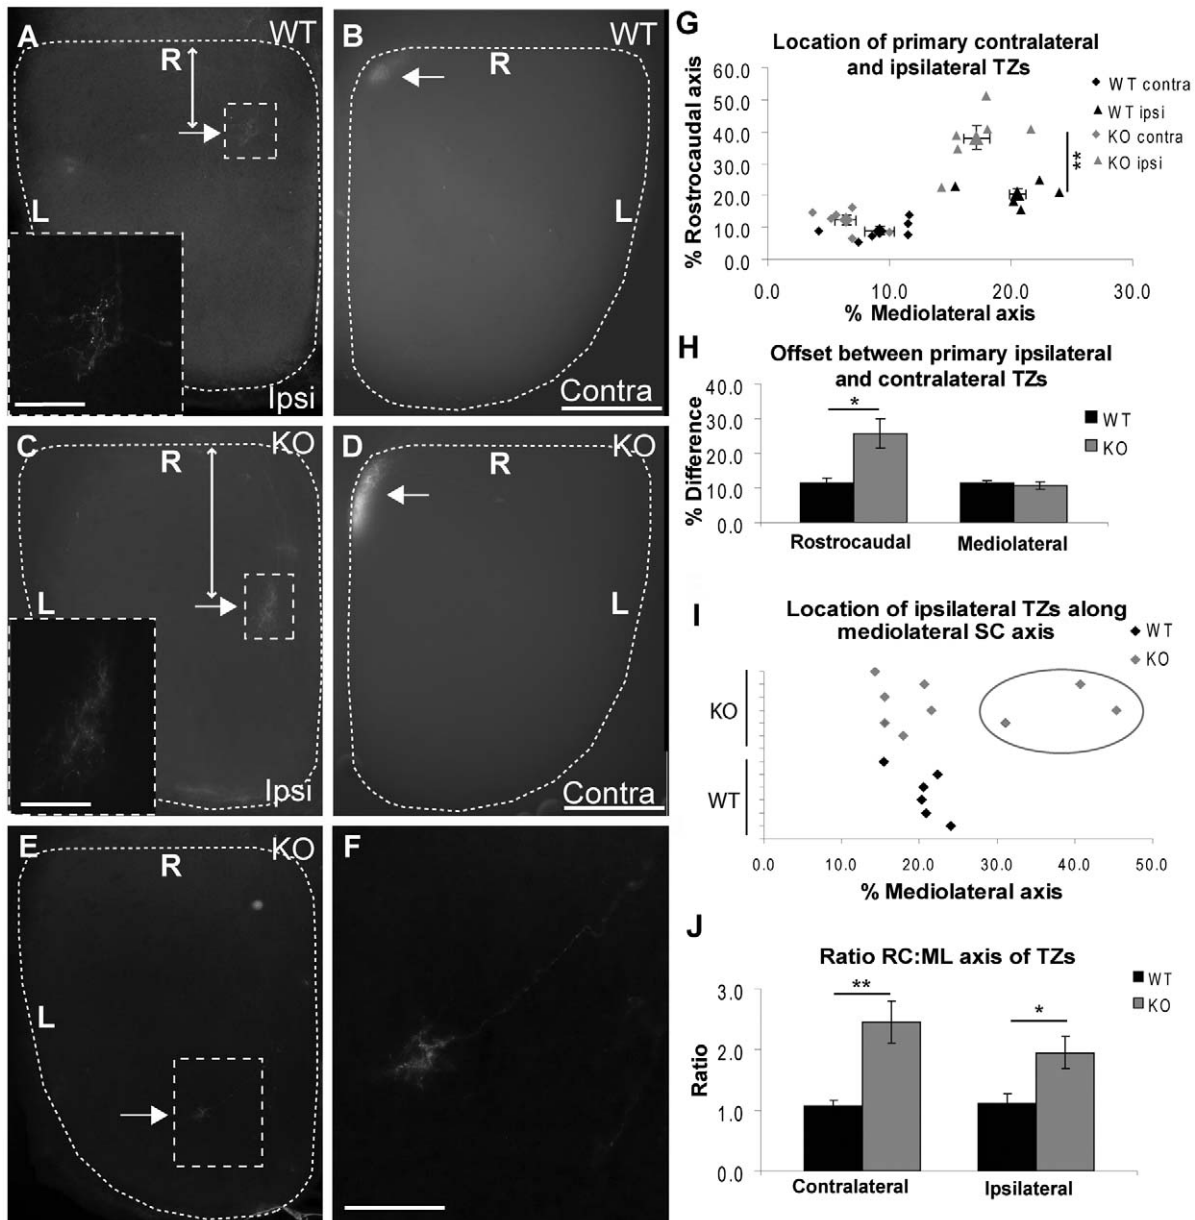 A
WT
R
L
Ipsi
B
WT
R
L
Contra
C
KO
R
L
Ipsi
D
KO
R
L
Contra
E
KO
R
L
F
G
Location of primary contralateral
and ipsilateral TZs
% Rostrocaudal axis
60.0
50.0
40.0
30.0
20.0
10.0
0.0
0.0 10.0 20.0 30.0
% Mediolateral axis
WT contra
WT ipsi
KO contra
KO ipsi
**
H
Offset between primary ipsilateral
and contralateral TZs
% Difference
40.0
30.0
20.0
10.0
0.0
*
Rostrocaudal Mediolateral
WT
KO
I
Location of ipsilateral TZs along
mediolateral SC axis
WT
KO
KO
WT
0.0 10.0 20.0 30.0 40.0 50.0
% Mediolateral axis
J
Ratio RC:ML axis of TZs
Ratio
3.0
2.0
1.0
0.0
**
*
Contralateral Ipsilateral
WT
KO